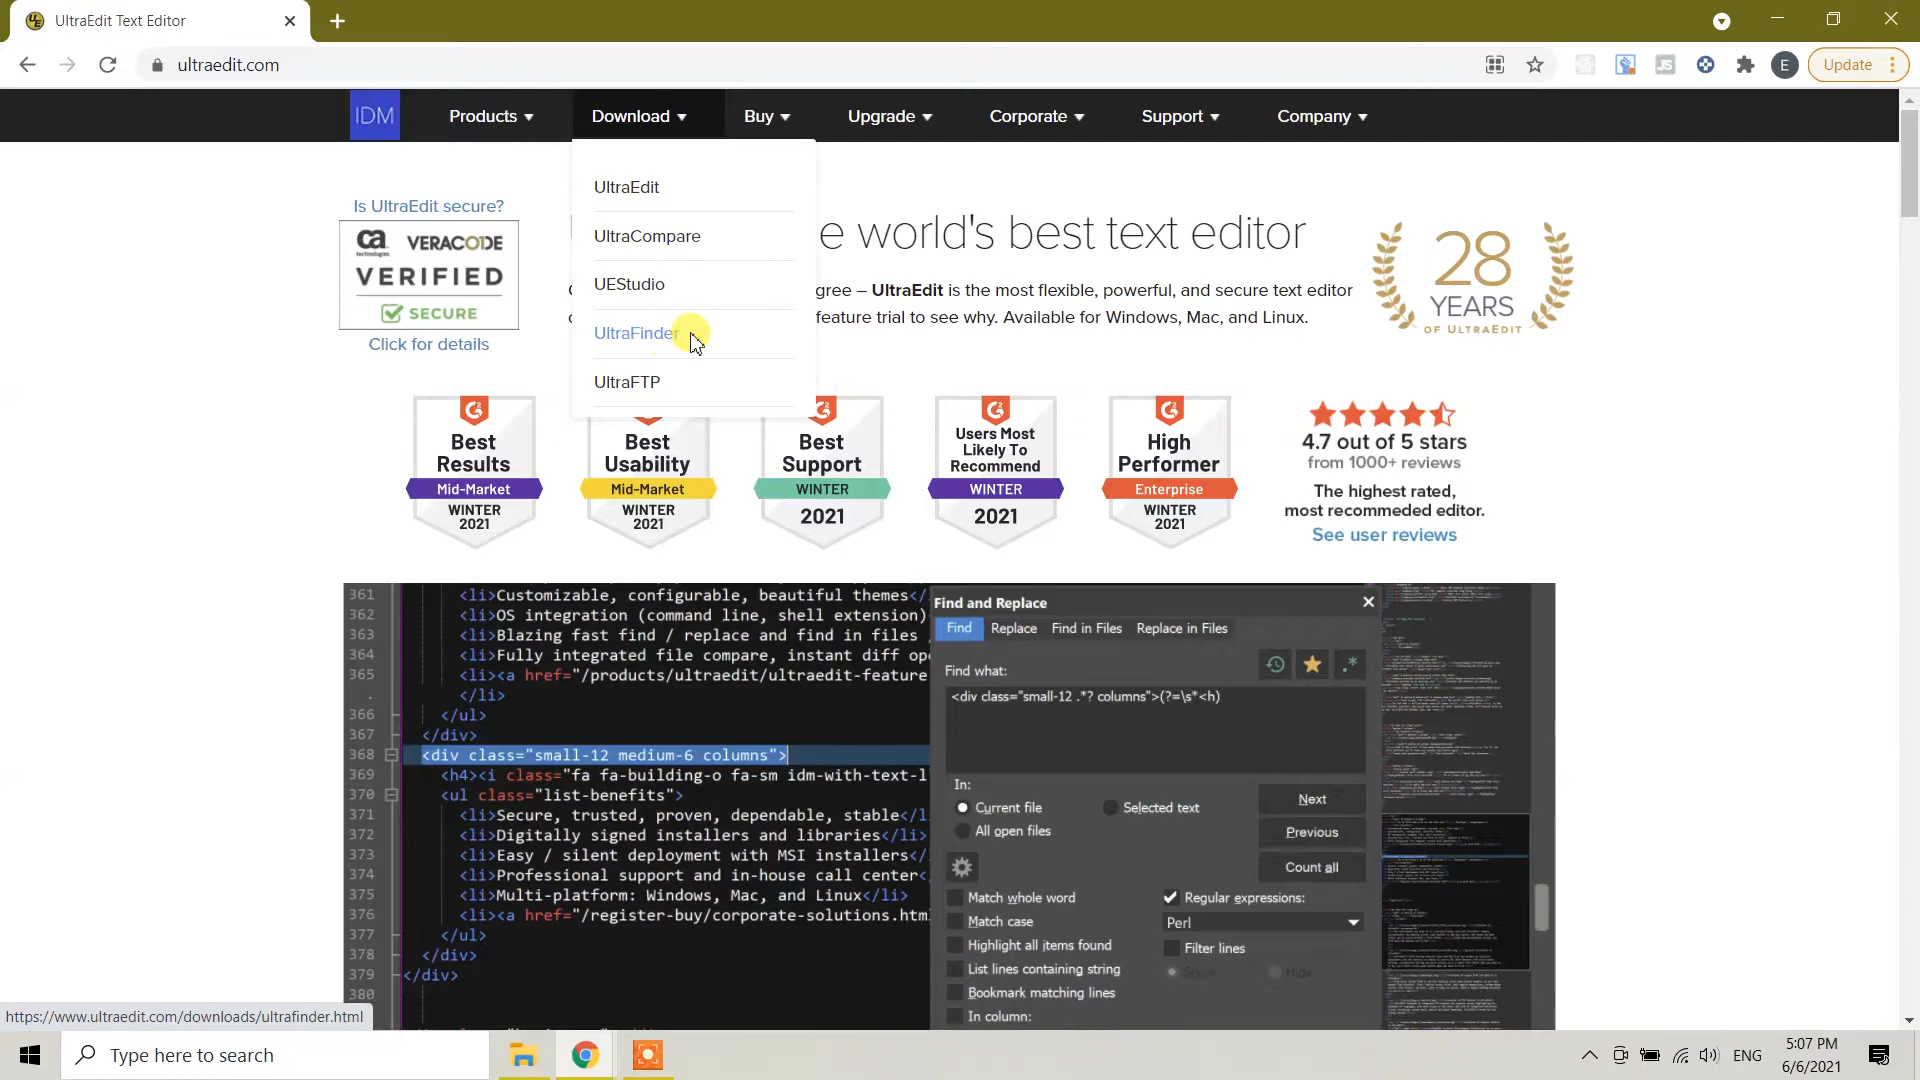 UltraEdit Text Editor
ultraedit.com
E
Update
IDM
Products
Download
Buy
Upgrade
Corporate
Support
Company
UltraEdit
UltraCompare
UEStudio
UltraFinder
UltraFTP
Is UltraEdit secure?
ca
technologies
VERACODE
VERIFIED
SECURE
Click for details
e world's best text editor
gree – UltraEdit is the most flexible, powerful, and secure text editor
feature trial to see why. Available for Windows, Mac, and Linux.
28
YEARS
OF ULTRAEDIT
Best
Results
Mid-Market
WINTER
2021
Best
Usability
Mid-Market
WINTER
2021
Best
Support
WINTER
2021
Users Most
Likely To
Recommend
WINTER
2021
High
Performer
Enterprise
WINTER
2021
4.7 out of 5 stars
from 1000+ reviews
The highest rated,
most recommeded editor.
See user reviews
361 <li>Customizable, configurable, beautiful themes</
362 <li>OS integration (command line, shell extension)
363 <li>Blazing fast find / replace and find in files
364 <li>Fully integrated file compare, instant diff op
365 <li><a href="/products/ultraedit/ultraedit-feature
. </li>
366 </ul>
367 </div>
368 <div class="small-12 medium-6 columns">
369 <h4><i class="fa fa-building-o fa-sm idm-with-text-l
370 <ul class="list-benefits">
371 <li>Secure, trusted, proven, dependable, stable</l
372 <li>Digitally signed installers and libraries</li>
373 <li>Easy / silent deployment with MSI installers</
374 <li>Professional support and in-house call center<
375 <li>Multi-platform: Windows, Mac, and Linux</li>
376 <li><a href="/register-buy/corporate-solutions.htm
377 </ul>
378 </div>
379 </div>
380
Find and Replace
Find Replace Find in Files Replace in Files
Find what:
<div class="small-12 .*? columns">(?=\s*<h)
In:
Current file
Selected text
All open files
Next
Previous
Count all
Match whole word
Match case
Highlight all items found
List lines containing string
Bookmark matching lines
In column:
Regular expressions:
Perl
Filter lines
Show Hide
https://www.ultraedit.com/downloads/ultrafinder.html
Type here to search
ENG
5:07 PM
6/6/2021